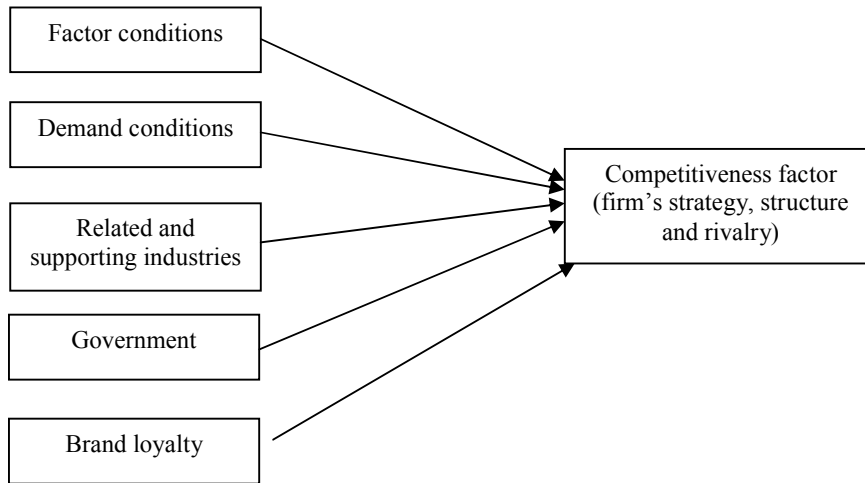 Factor conditions
Demand conditions
Related and
supporting industries
Government
Brand loyalty
Competitiveness factor
(firm’s strategy, structure
and rivalry)